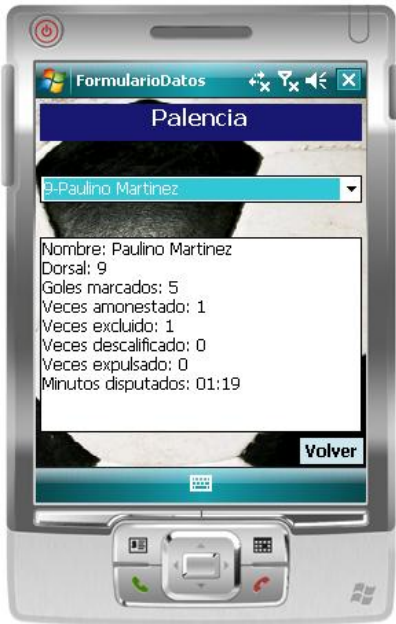 FormularioDatos
Palencia
9-Paulino Martinez
Nombre: Paulino Martinez
Dorsal: 9
Goles marcados: 5
Veces amonestado: 1
Veces excluido: 1
Veces descalificado: 0
Veces expulsado: 0
Minutos disputados: 01:19
Volver